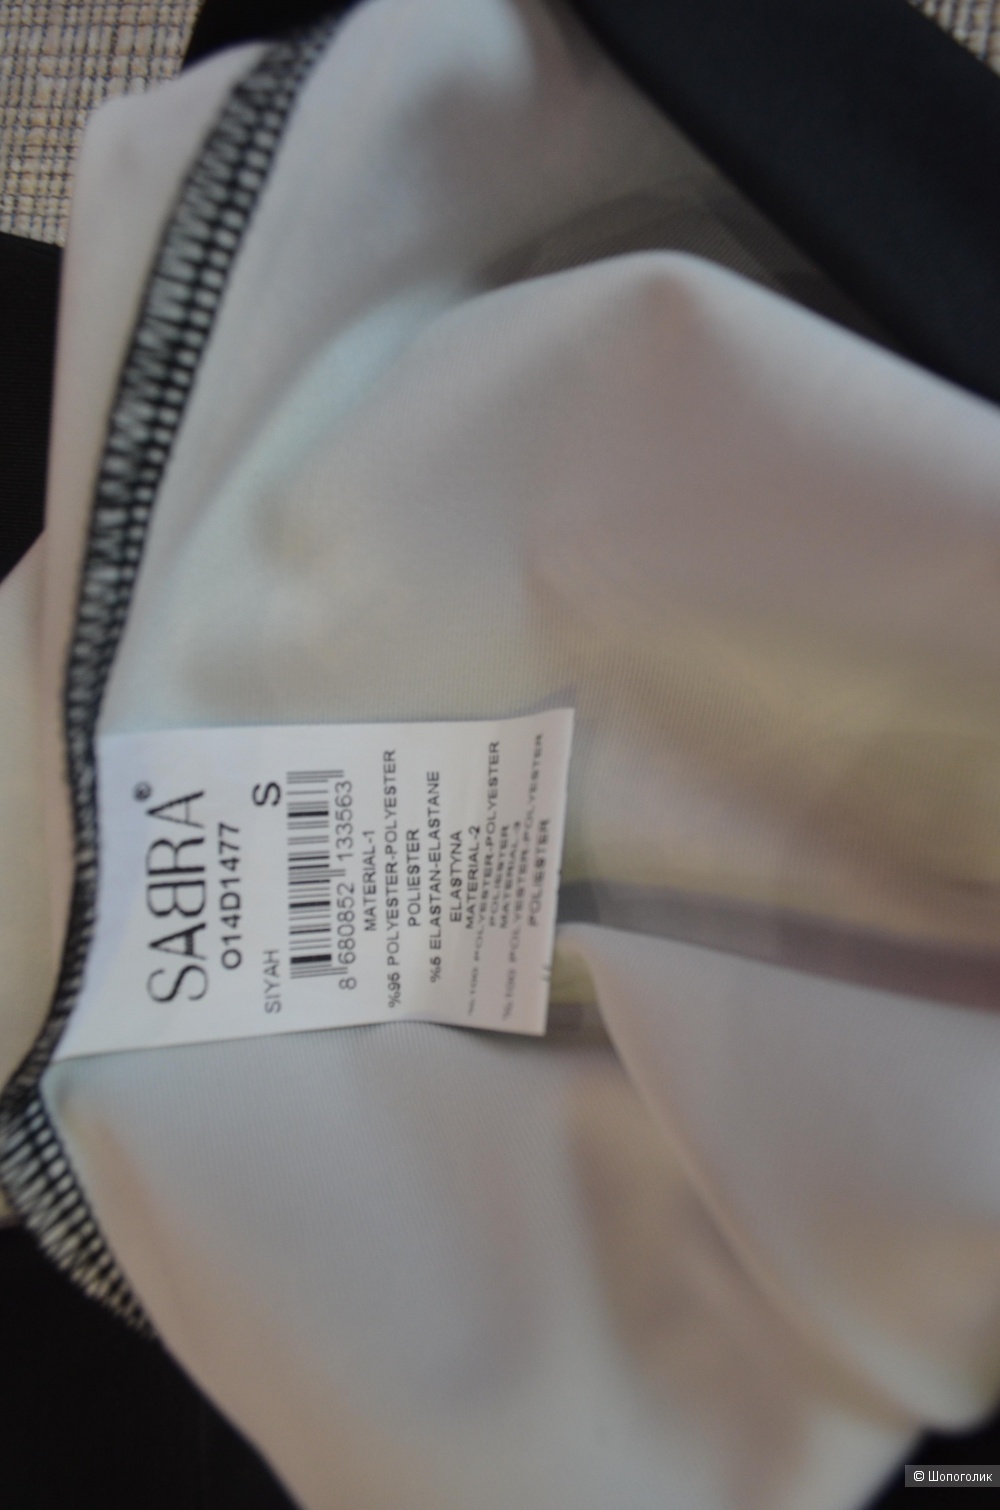 SABRA®
O14D1477
SIYAH S
8 680852 133563
MATERIAL-1
%95 POLYESTER-POLYESTER
POLIESTER
%5 ELASTAN-ELASTANE
ELASTYNA
MATERIAL-2
%100 POLYESTER-POLYESTER
POLIESTER
MATERIAL-3
%100 POLYESTER-POLYESTER
POLIESTER
© Шопоголик